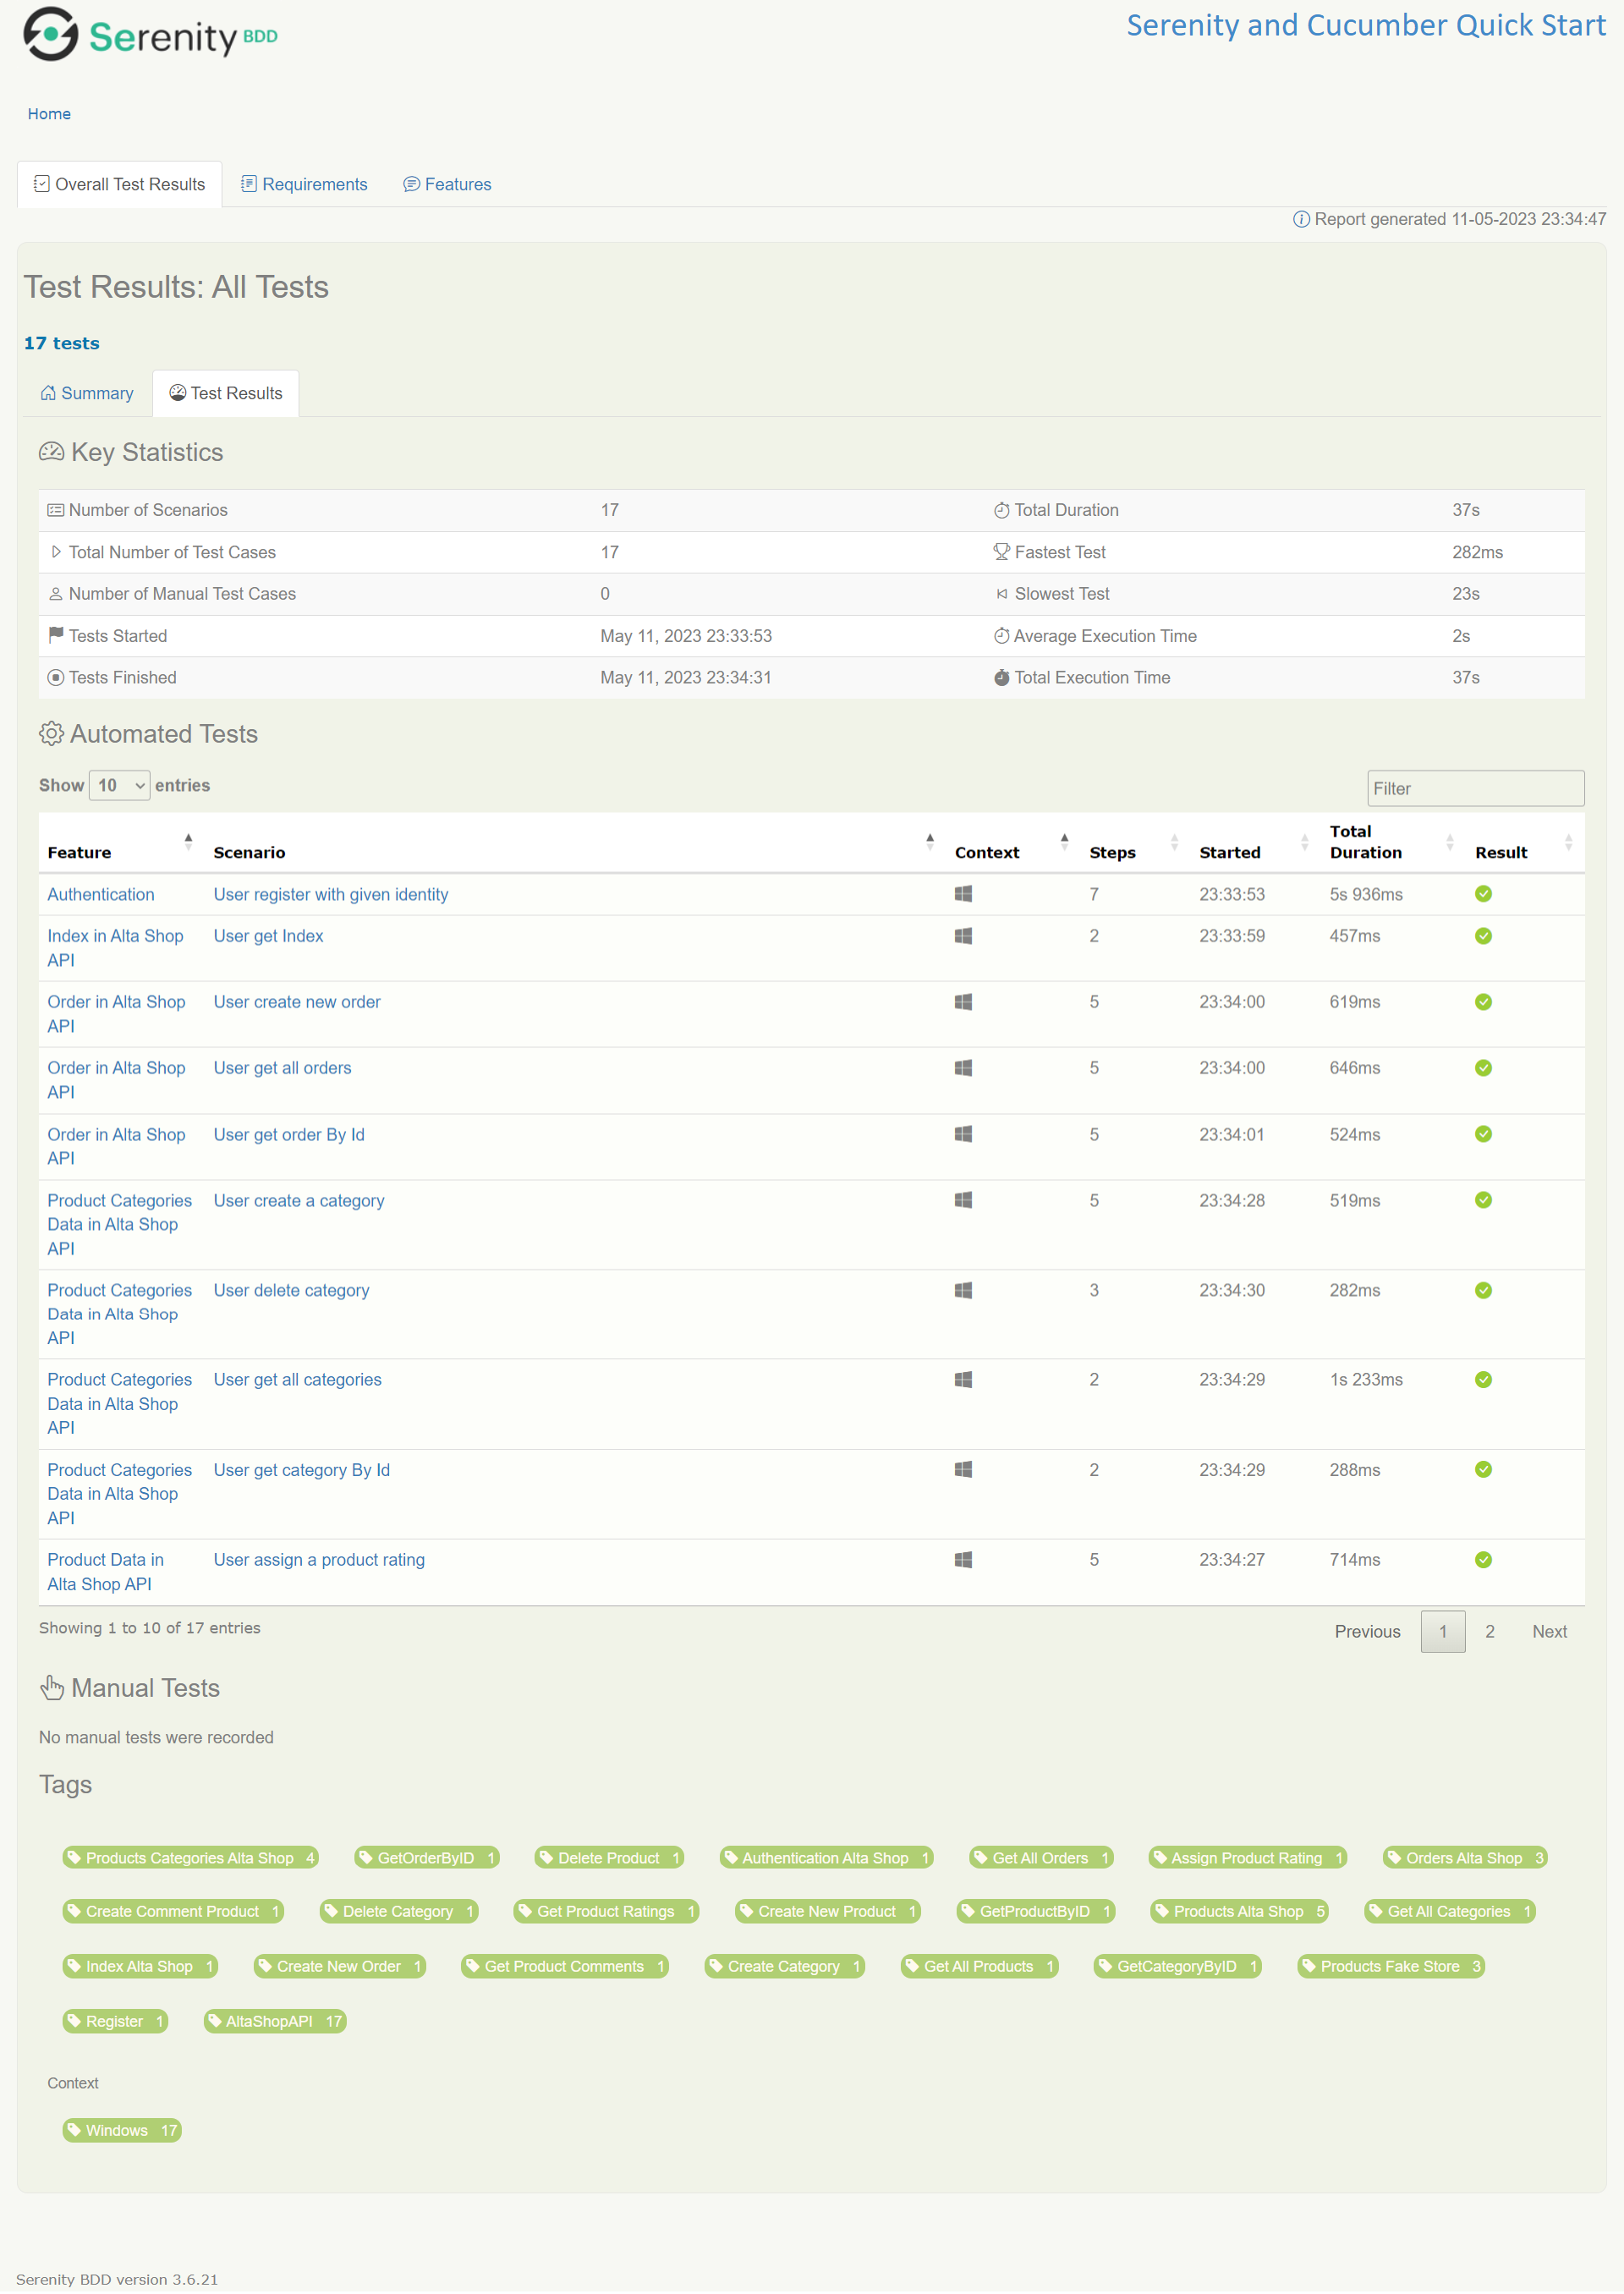 Serenity BDD
Serenity and Cucumber Quick Start
Home
Overall Test Results
Requirements
Features
Report generated 11-05-2023 23:34:47
Test Results: All Tests
17 tests
Summary
Test Results
Key Statistics
Number of Scenarios 17 Total Duration 37s
Total Number of Test Cases 17 Fastest Test 282ms
Number of Manual Test Cases 0 Slowest Test 23s
Tests Started May 11, 2023 23:33:53 Average Execution Time 2s
Tests Finished May 11, 2023 23:34:31 Total Execution Time 37s
Automated Tests
Show 10 entries
Filter
Feature Scenario Context Steps Started Total Duration Result
Authentication User register with given identity 7 23:33:53 5s 936ms
Index in Alta Shop User get Index 2 23:33:59 457ms
API
Order in Alta Shop User create new order 5 23:34:00 619ms
API
Order in Alta Shop User get all orders 5 23:34:00 646ms
API
Order in Alta Shop User get order By Id 5 23:34:01 524ms
API
Product Categories User create a category 5 23:34:28 519ms
Data in Alta Shop
API
Product Categories User delete category 3 23:34:30 282ms
Data in Alta Shop
API
Product Categories User get all categories 2 23:34:29 1s 233ms
Data in Alta Shop
API
Product Categories User get category By Id 2 23:34:29 288ms
Data in Alta Shop
API
Product Data in User assign a product rating 5 23:34:27 714ms
Alta Shop API
Showing 1 to 10 of 17 entries
Previous 1 2 Next
Manual Tests
No manual tests were recorded
Tags
Products Categories Alta Shop 4 GetOrderByID 1 Delete Product 1 Authentication Alta Shop 1 Get All Orders 1 Assign Product Rating 1 Orders Alta Shop 3
Create Comment Product 1 Delete Category 1 Get Product Ratings 1 Create New Product 1 GetProductByID 1 Products Alta Shop 5 Get All Categories 1
Index Alta Shop 1 Create New Order 1 Get Product Comments 1 Create Category 1 Get All Products 1 GetCategoryByID 1 Products Fake Store 3
Register 1 AltaShopAPI 17
Context
Windows 17
Serenity BDD version 3.6.21